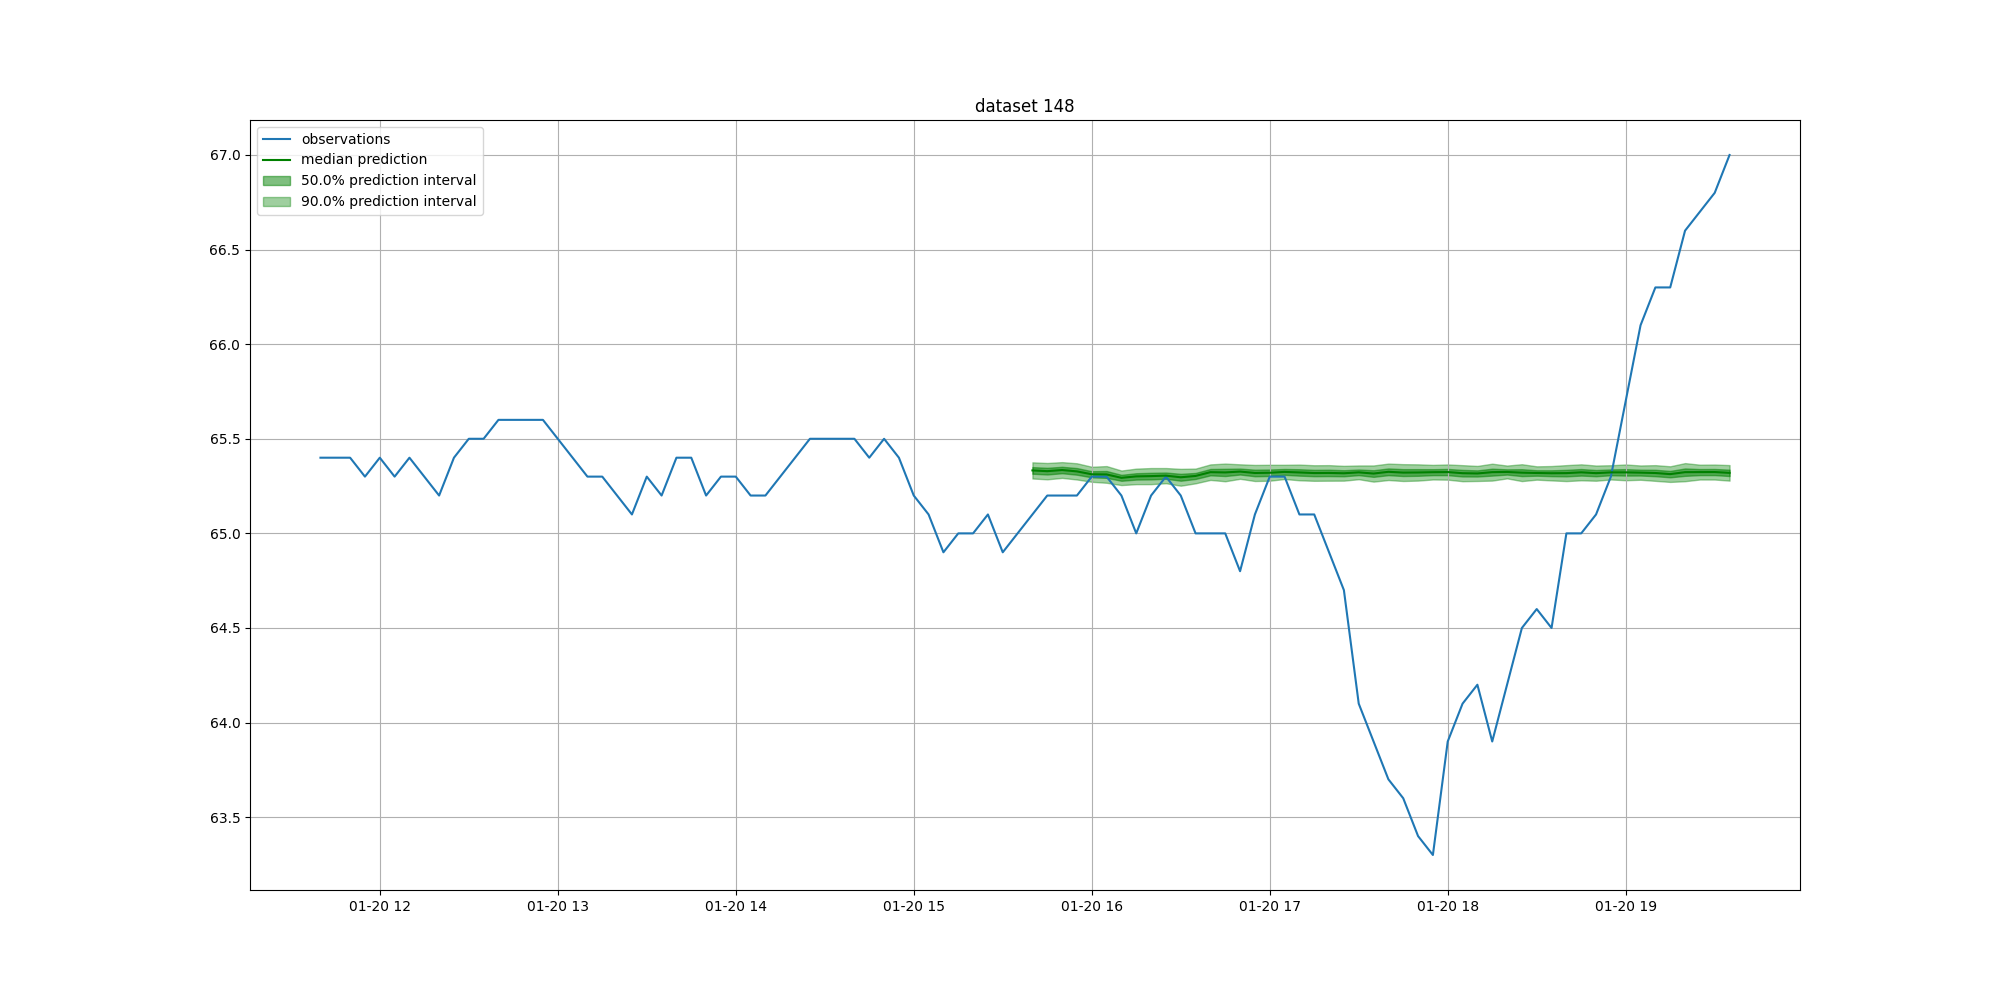 dataset 148
observations
median prediction
50.0% prediction interval
90.0% prediction interval
67.0
66.5
66.0
65.5
65.0
64.5
64.0
63.5
01-20 12 01-20 13 01-20 14 01-20 15 01-20 16 01-20 17 01-20 18 01-20 19